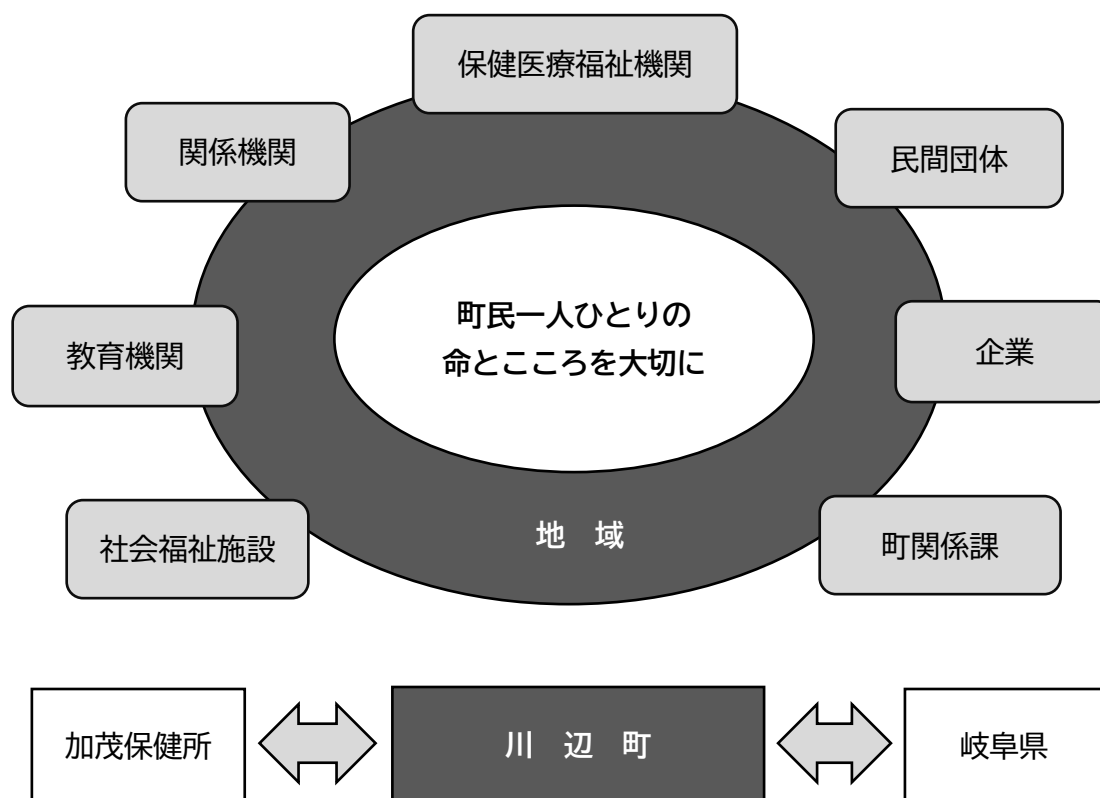 保健医療福祉機関
関係機関
民間団体
町民一人ひとりの
命とこころを大切に
教育機関
企業
社会福祉施設
地　域
町関係課
加茂保健所
川　辺　町
岐阜県